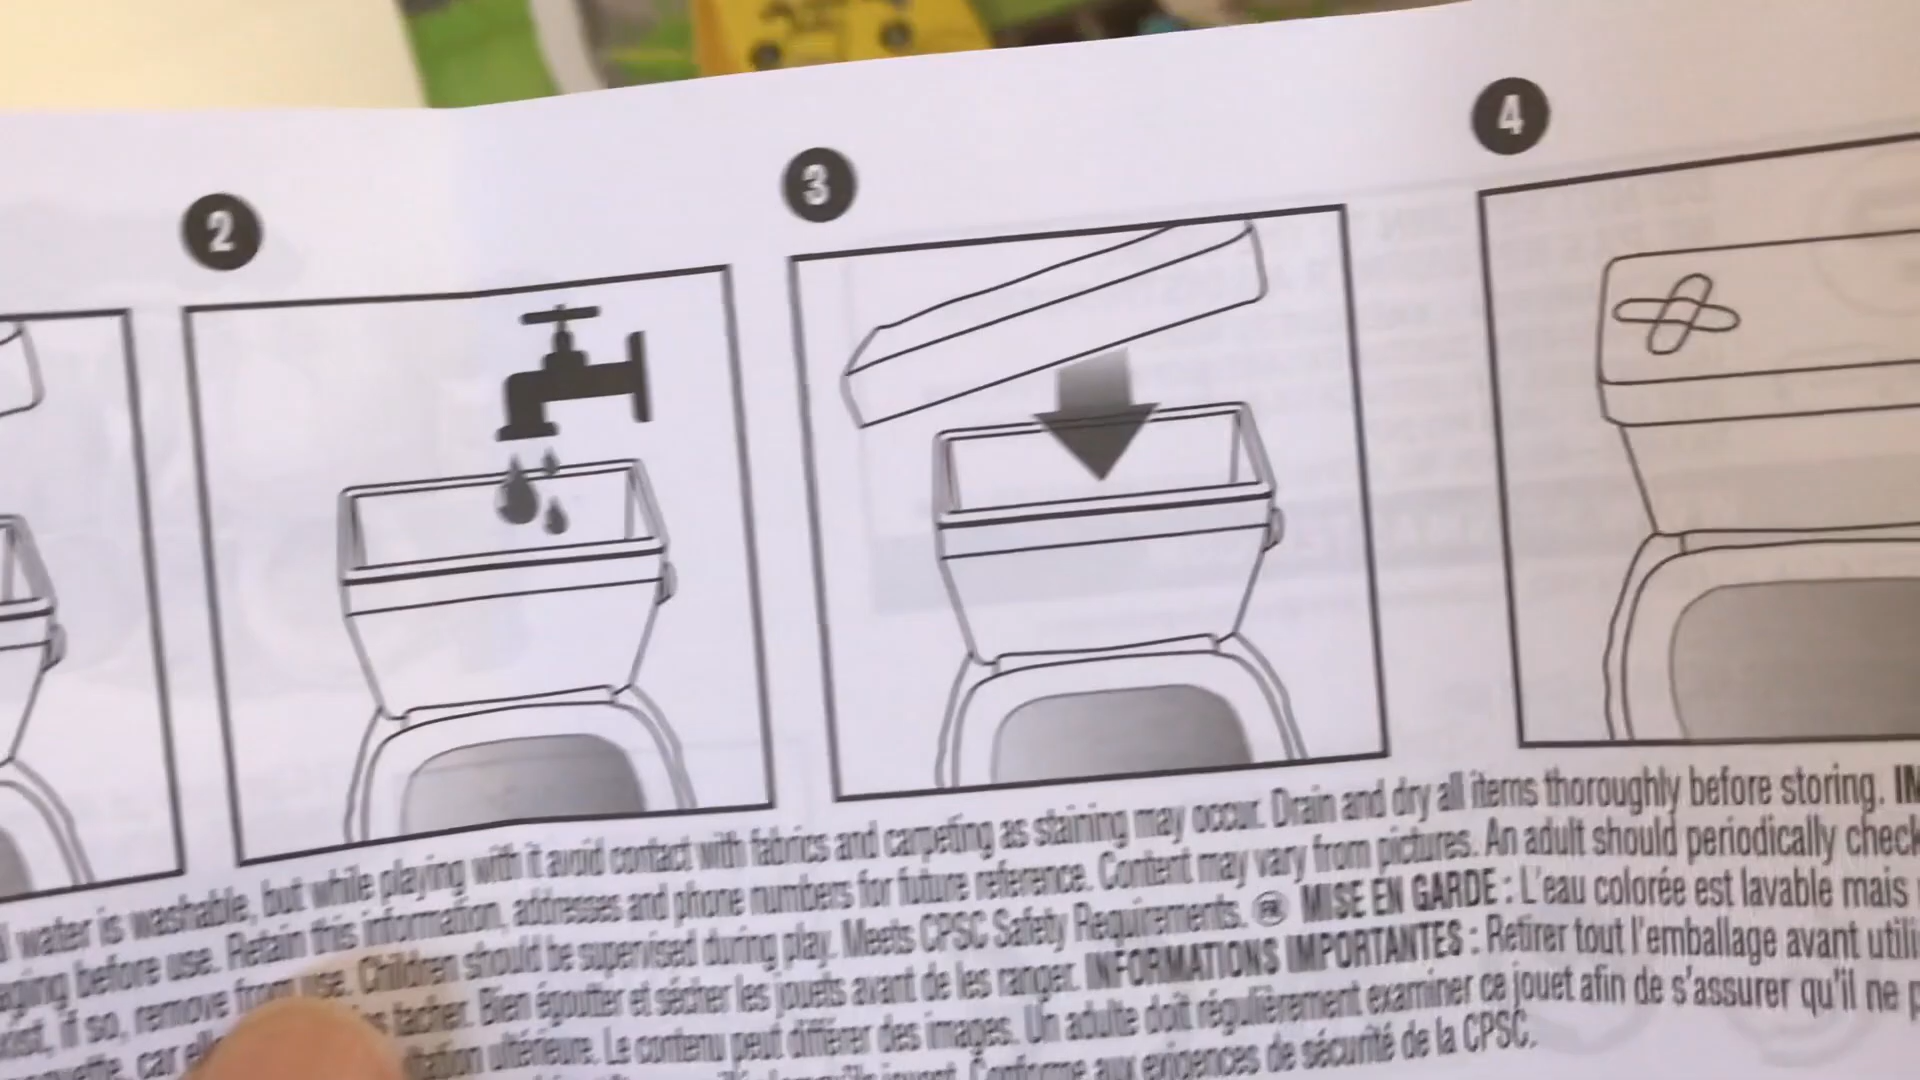 2
3
4
water is washable, but while playing with it avoid contact with fabrics and carpeting as staining may occur. Drain and dry all items thoroughly before storing.
before use. Retain this information, addresses and phone numbers for future reference. Content may vary from pictures. An adult should periodically check
if so, remove from use. Children should be supervised during play. Meets CPSC Safety Requirements. FR MISE EN GARDE : L'eau colorée est lavable mais
tacher. Bien égoutter et sécher les jouets avant de les ranger. INFORMATIONS IMPORTANTES : Retirer tout l'emballage avant
ultérieure. Le contenu peut différer des images. Un adulte doit régulièrement examiner ce jouet afin de s'assurer qu'il ne
Conforme aux exigences de sécurité de la CPSC.